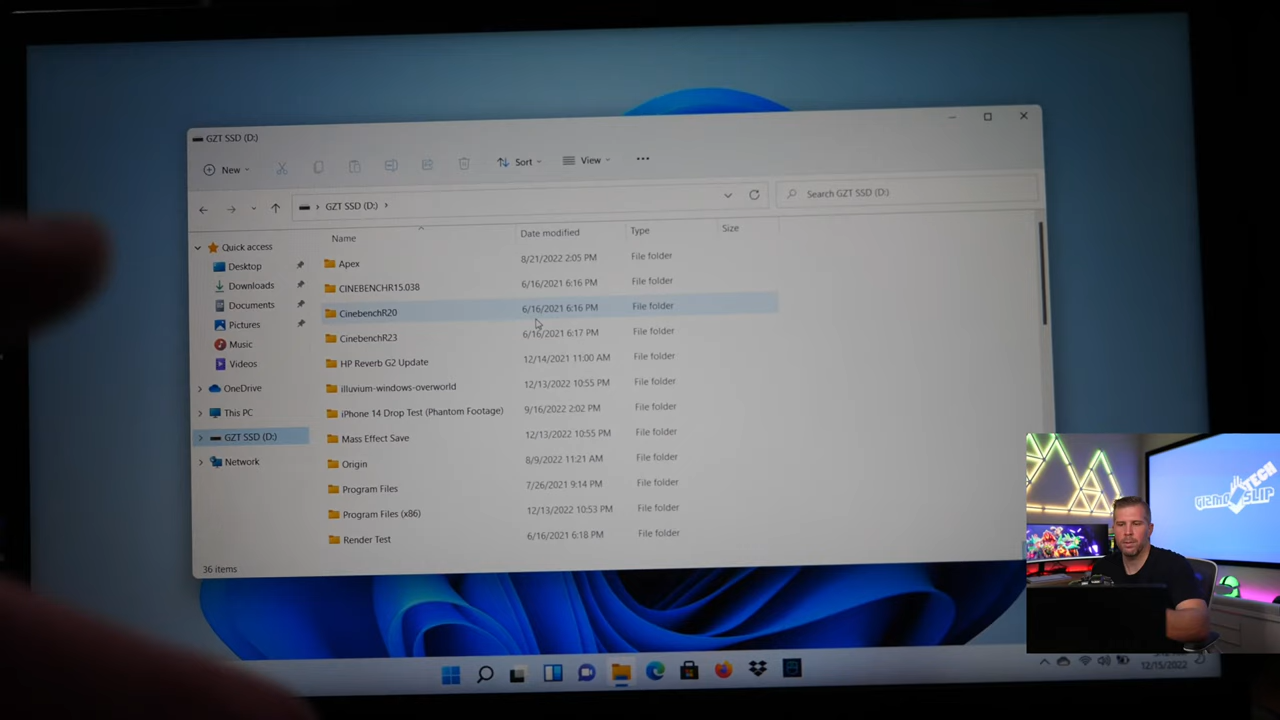 GZT SSD (D:)
New
Sort
View
GZT SSD (D:)
Search GZT SSD (D:)
Name Date modified Type Size
Quick access
Desktop
Downloads
Documents
Pictures
Music
Videos
OneDrive
This PC
GZT SSD (D:)
Network
Apex 8/21/2022 2:05 PM File folder
CINEBENCHR15.038 6/16/2021 6:16 PM File folder
CinebenchR20 6/16/2021 6:16 PM File folder
CinebenchR23 6/16/2021 6:17 PM File folder
HP Reverb G2 Update 12/14/2021 11:00 AM File folder
illuvium-windows-overworld 12/13/2022 10:55 PM File folder
iPhone 14 Drop Test (Phantom Footage) 9/16/2022 2:02 PM File folder
Mass Effect Save 12/13/2022 10:55 PM File folder
Origin 8/9/2022 11:21 AM File folder
Program Files 7/26/2021 9:14 PM File folder
Program Files (x86) 12/13/2022 10:53 PM File folder
Render Test 6/16/2021 6:18 PM File folder
36 items
GizmoSLIP
TECH
12/15/2022